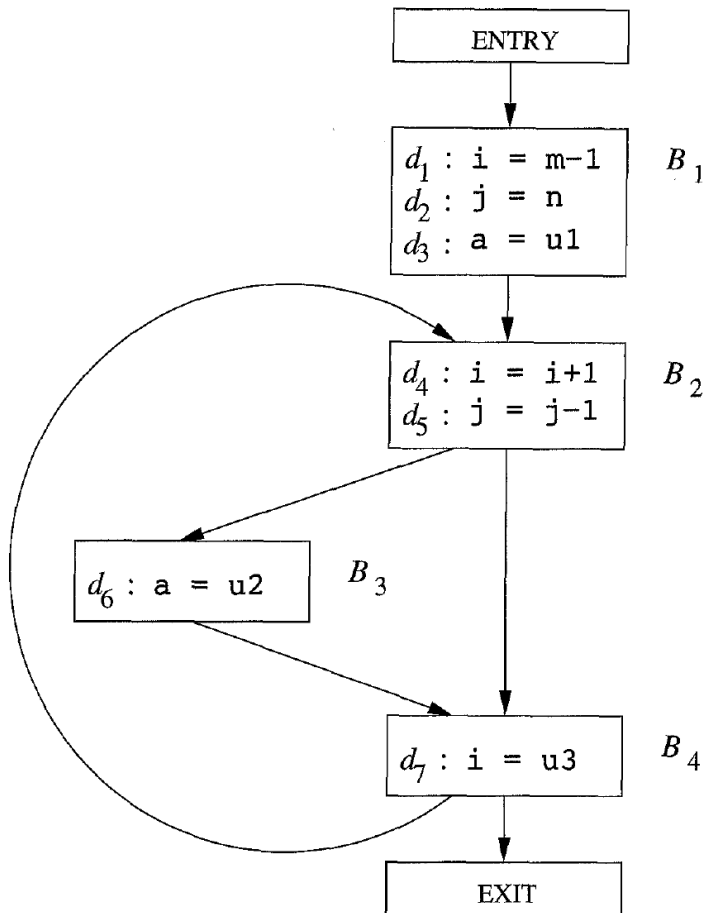 ENTRY
d1 : i = m-1
d2 : j = n
d3 : a = u1
B1
d4 : i = i+1
d5 : j = j-1
B2
d6 : a = u2
B3
d7 : i = u3
B4
EXIT